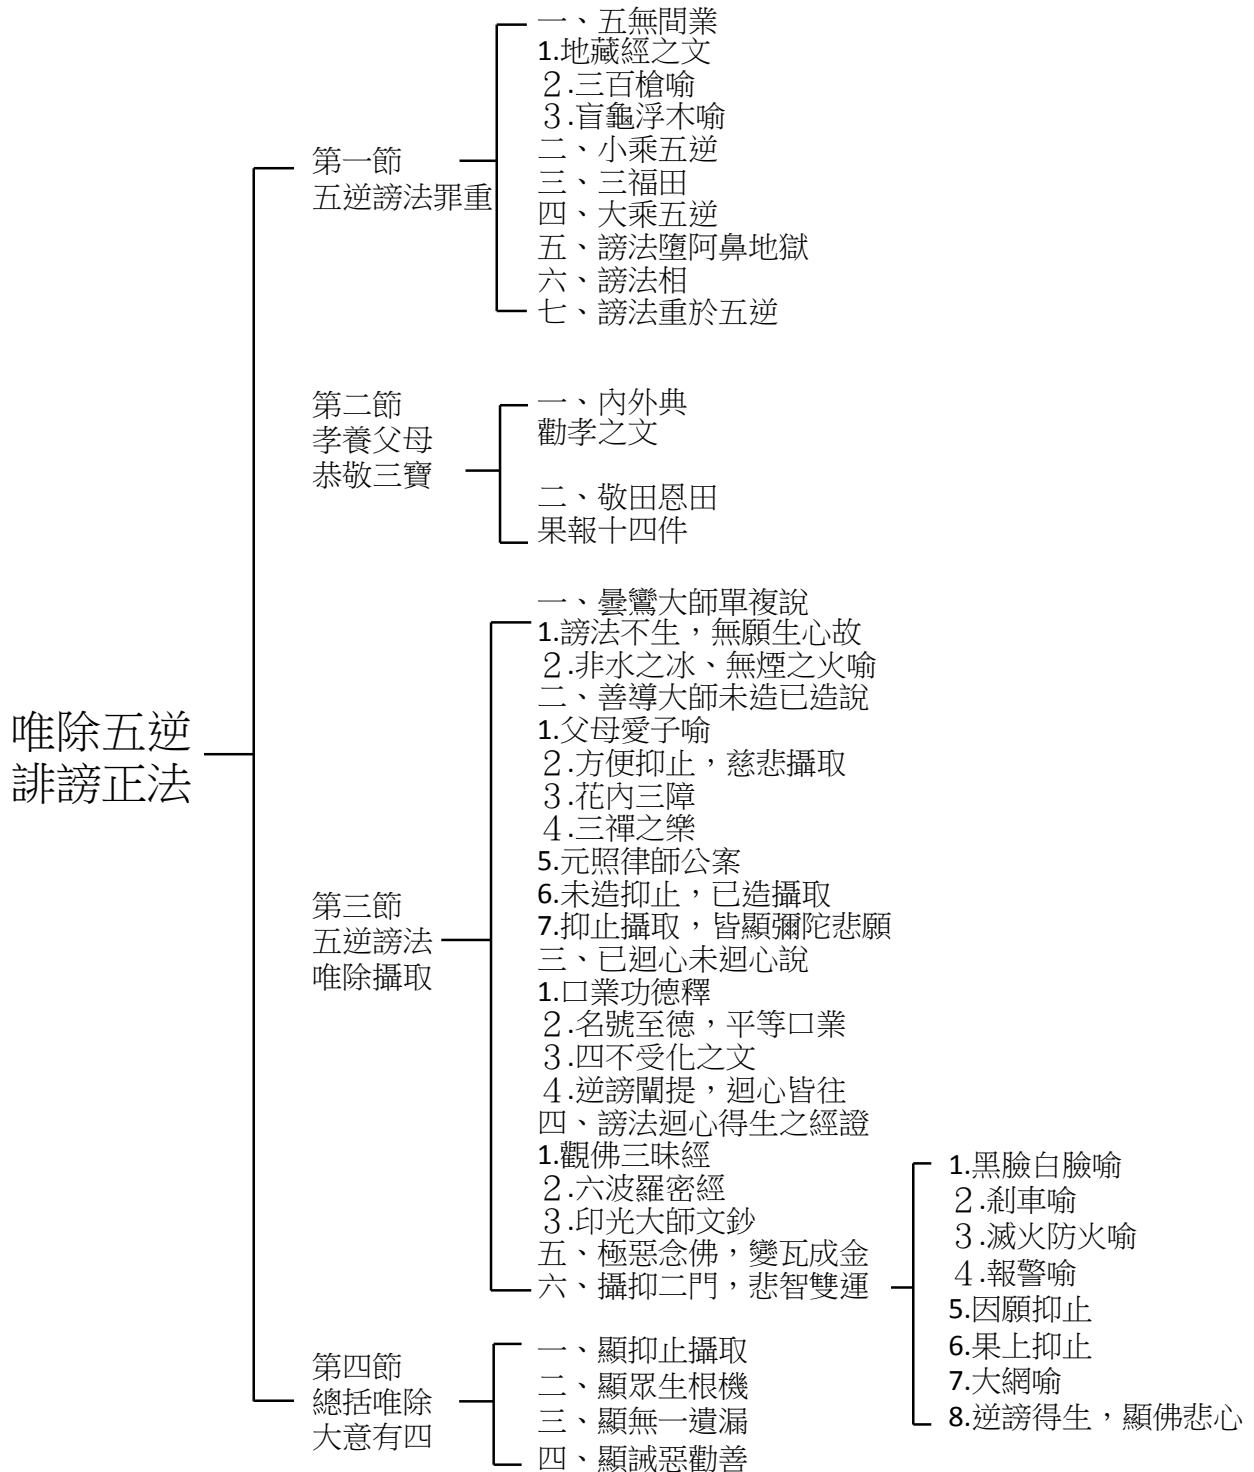 唯除五逆
誹謗正法
第一節
五逆謗法罪重
一、五無間業
1.地藏經之文
２.三百槍喻
３.盲龜浮木喻
二、小乘五逆
三、三福田
四、大乘五逆
五、謗法墮阿鼻地獄
六、謗法相
七、謗法重於五逆
第二節
孝養父母
恭敬三寶
一、內外典
勸孝之文
二、敬田恩田
果報十四件
第三節
五逆謗法
唯除攝取
一、曇鸞大師單複說
1.謗法不生，無願生心故
２.非水之冰、無煙之火喻
二、善導大師未造已造說
1.父母愛子喻
２.方便抑止，慈悲攝取
３.花內三障
４.三禪之樂
5.元照律師公案
6.未造抑止，已造攝取
7.抑止攝取，皆顯彌陀悲願
三、已迴心未迴心說
1.口業功德釋
２.名號至德，平等口業
３.四不受化之文
４.逆謗闡提，迴心皆往
四、謗法迴心得生之經證
1.觀佛三昧經
２.六波羅密經
３.印光大師文鈔
五、極惡念佛，變瓦成金
六、攝抑二門，悲智雙運
1.黑臉白臉喻
２.剎車喻
３.滅火防火喻
４.報警喻
5.因願抑止
6.果上抑止
7.大網喻
8.逆謗得生，顯佛悲心
第四節
總括唯除
大意有四
一、顯抑止攝取
二、顯眾生根機
三、顯無一遺漏
四、顯誡惡勸善